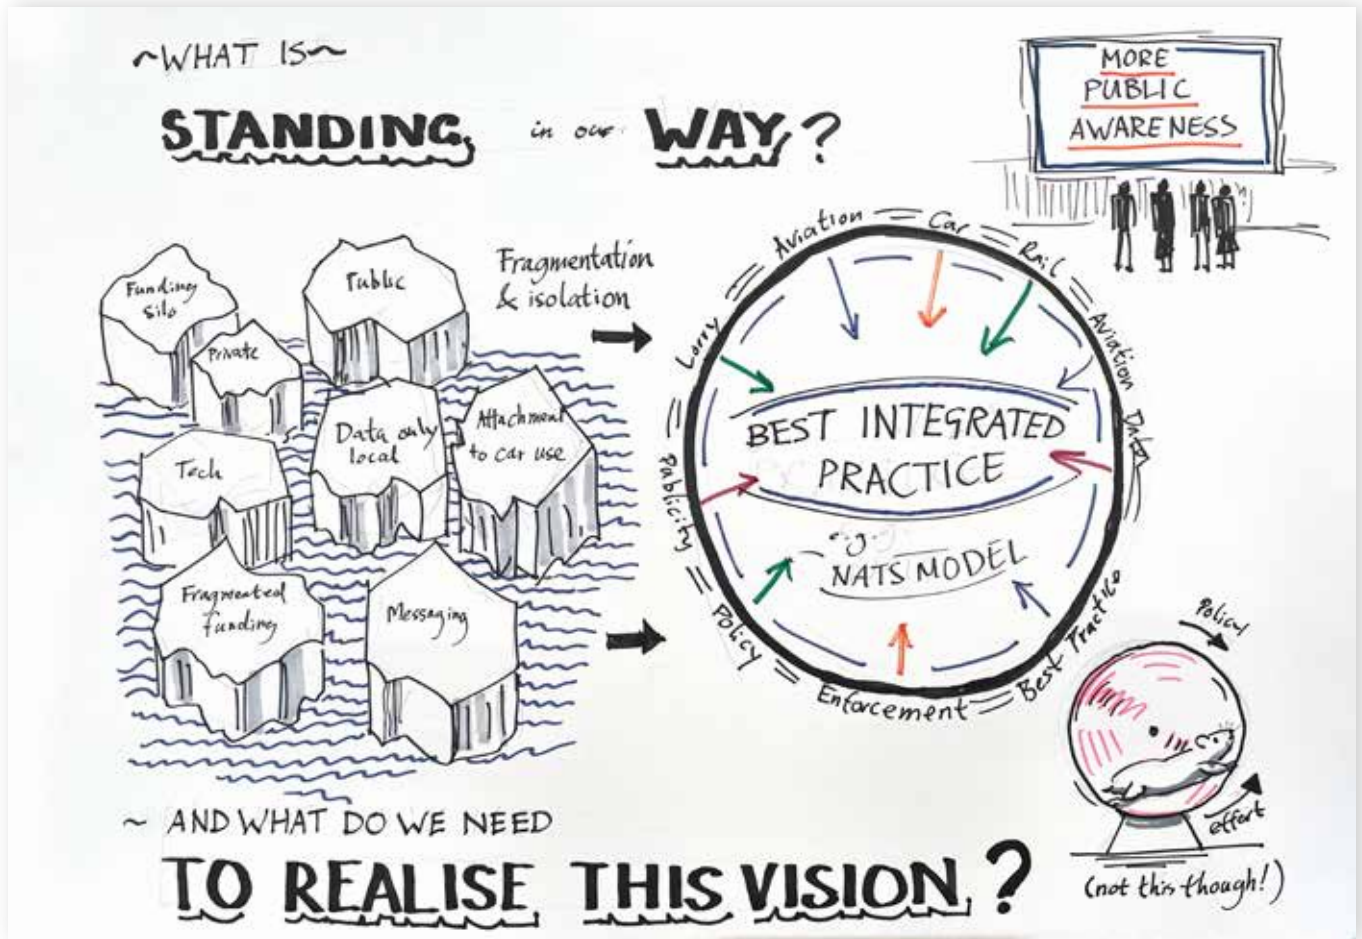 ~WHAT IS~
STANDING in our WAY?
MORE
PUBLIC
AWARENESS
Funding
Silo
Public
Private
Data only
local
Attachment
to car use
Tech
Fragmented
funding
Messaging
Fragmentation
& isolation
Aviation
Car
Rail
Aviation
Data
Best Practice
Enforcement
Policy
Publicity
Lorry
BEST INTEGRATED
PRACTICE
e.g.
NATS MODEL
Policy
effort
(not this though!)
~ AND WHAT DO WE NEED
TO REALISE THIS VISION?